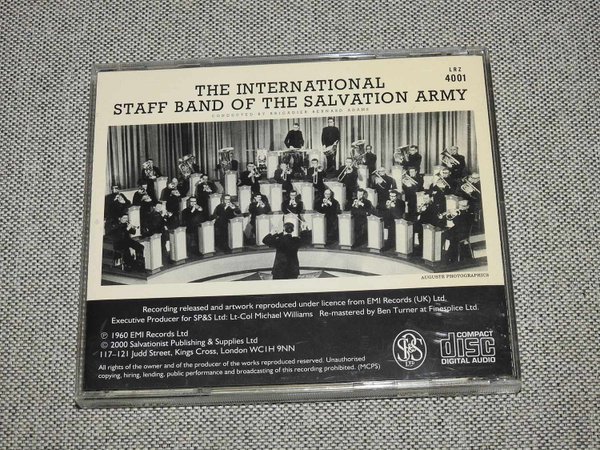 LRZ
4001
THE INTERNATIONAL
STAFF BAND OF THE SALVATION ARMY
CONDUCTED BY BRIGADIER BERNARD ADAMS
AUGUSTE PHOTOGRAPHICS
Recording released and artwork reproduced under licence from EMI Records (UK) Ltd.
Executive Producer for SP&S Ltd: Lt-Col Michael Williams Re-mastered by Ben Turner at Finesplice Ltd.
℗ 1960 EMI Records Ltd
© 2000 Salvationist Publishing & Supplies Ltd
117–121 Judd Street, Kings Cross, London WC1H 9NN
All rights of the owner and of the producer of the works reproduced reserved. Unauthorised
copying, hiring, lending, public performance and broadcasting of this recording prohibited. (MCPS)
SP&S
COMPACT
disc
DIGITAL AUDIO